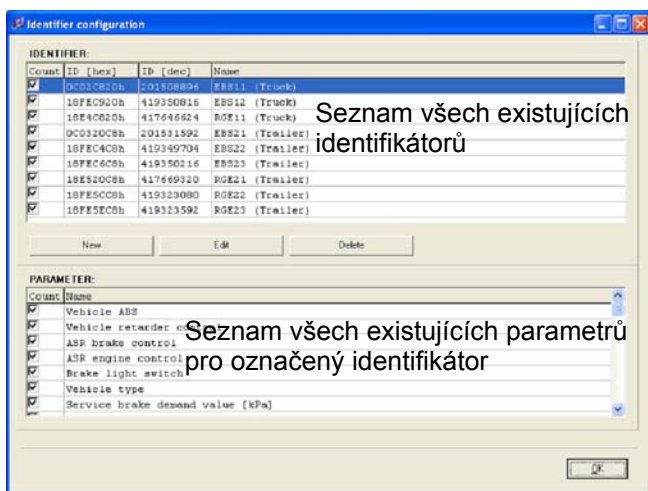 Identifier configuration
IDENTIFIER:
Count ID [hex] ID [dec] Name
0C02C820h 201508896 EBS11 (Truck)
18FEC920h 419350816 EBS12 (Truck)
18E4C820h 417646624 RGE11 (Truck)
0C0320C8h 201531592 EBS21 (Trailer)
18FEC4C8h 419349704 EBS22 (Trailer)
18FEC6C8h 419350216 EBS23 (Trailer)
18E520C8h 417669320 RGE21 (Trailer)
18FE5CC8h 419323080 RGE22 (Trailer)
18FE5EC8h 419323592 RGE23 (Trailer)
Seznam všech existujících
identifikátorů
New Edit Delete
PARAMETER:
Count Name
Vehicle ABS
Vehicle retarder control
ASR brake control
ASR engine control
Brake light switch
Vehicle type
Service brake demand value [kPa]
Seznam všech existujících parametrů
pro označený identifikátor
OK